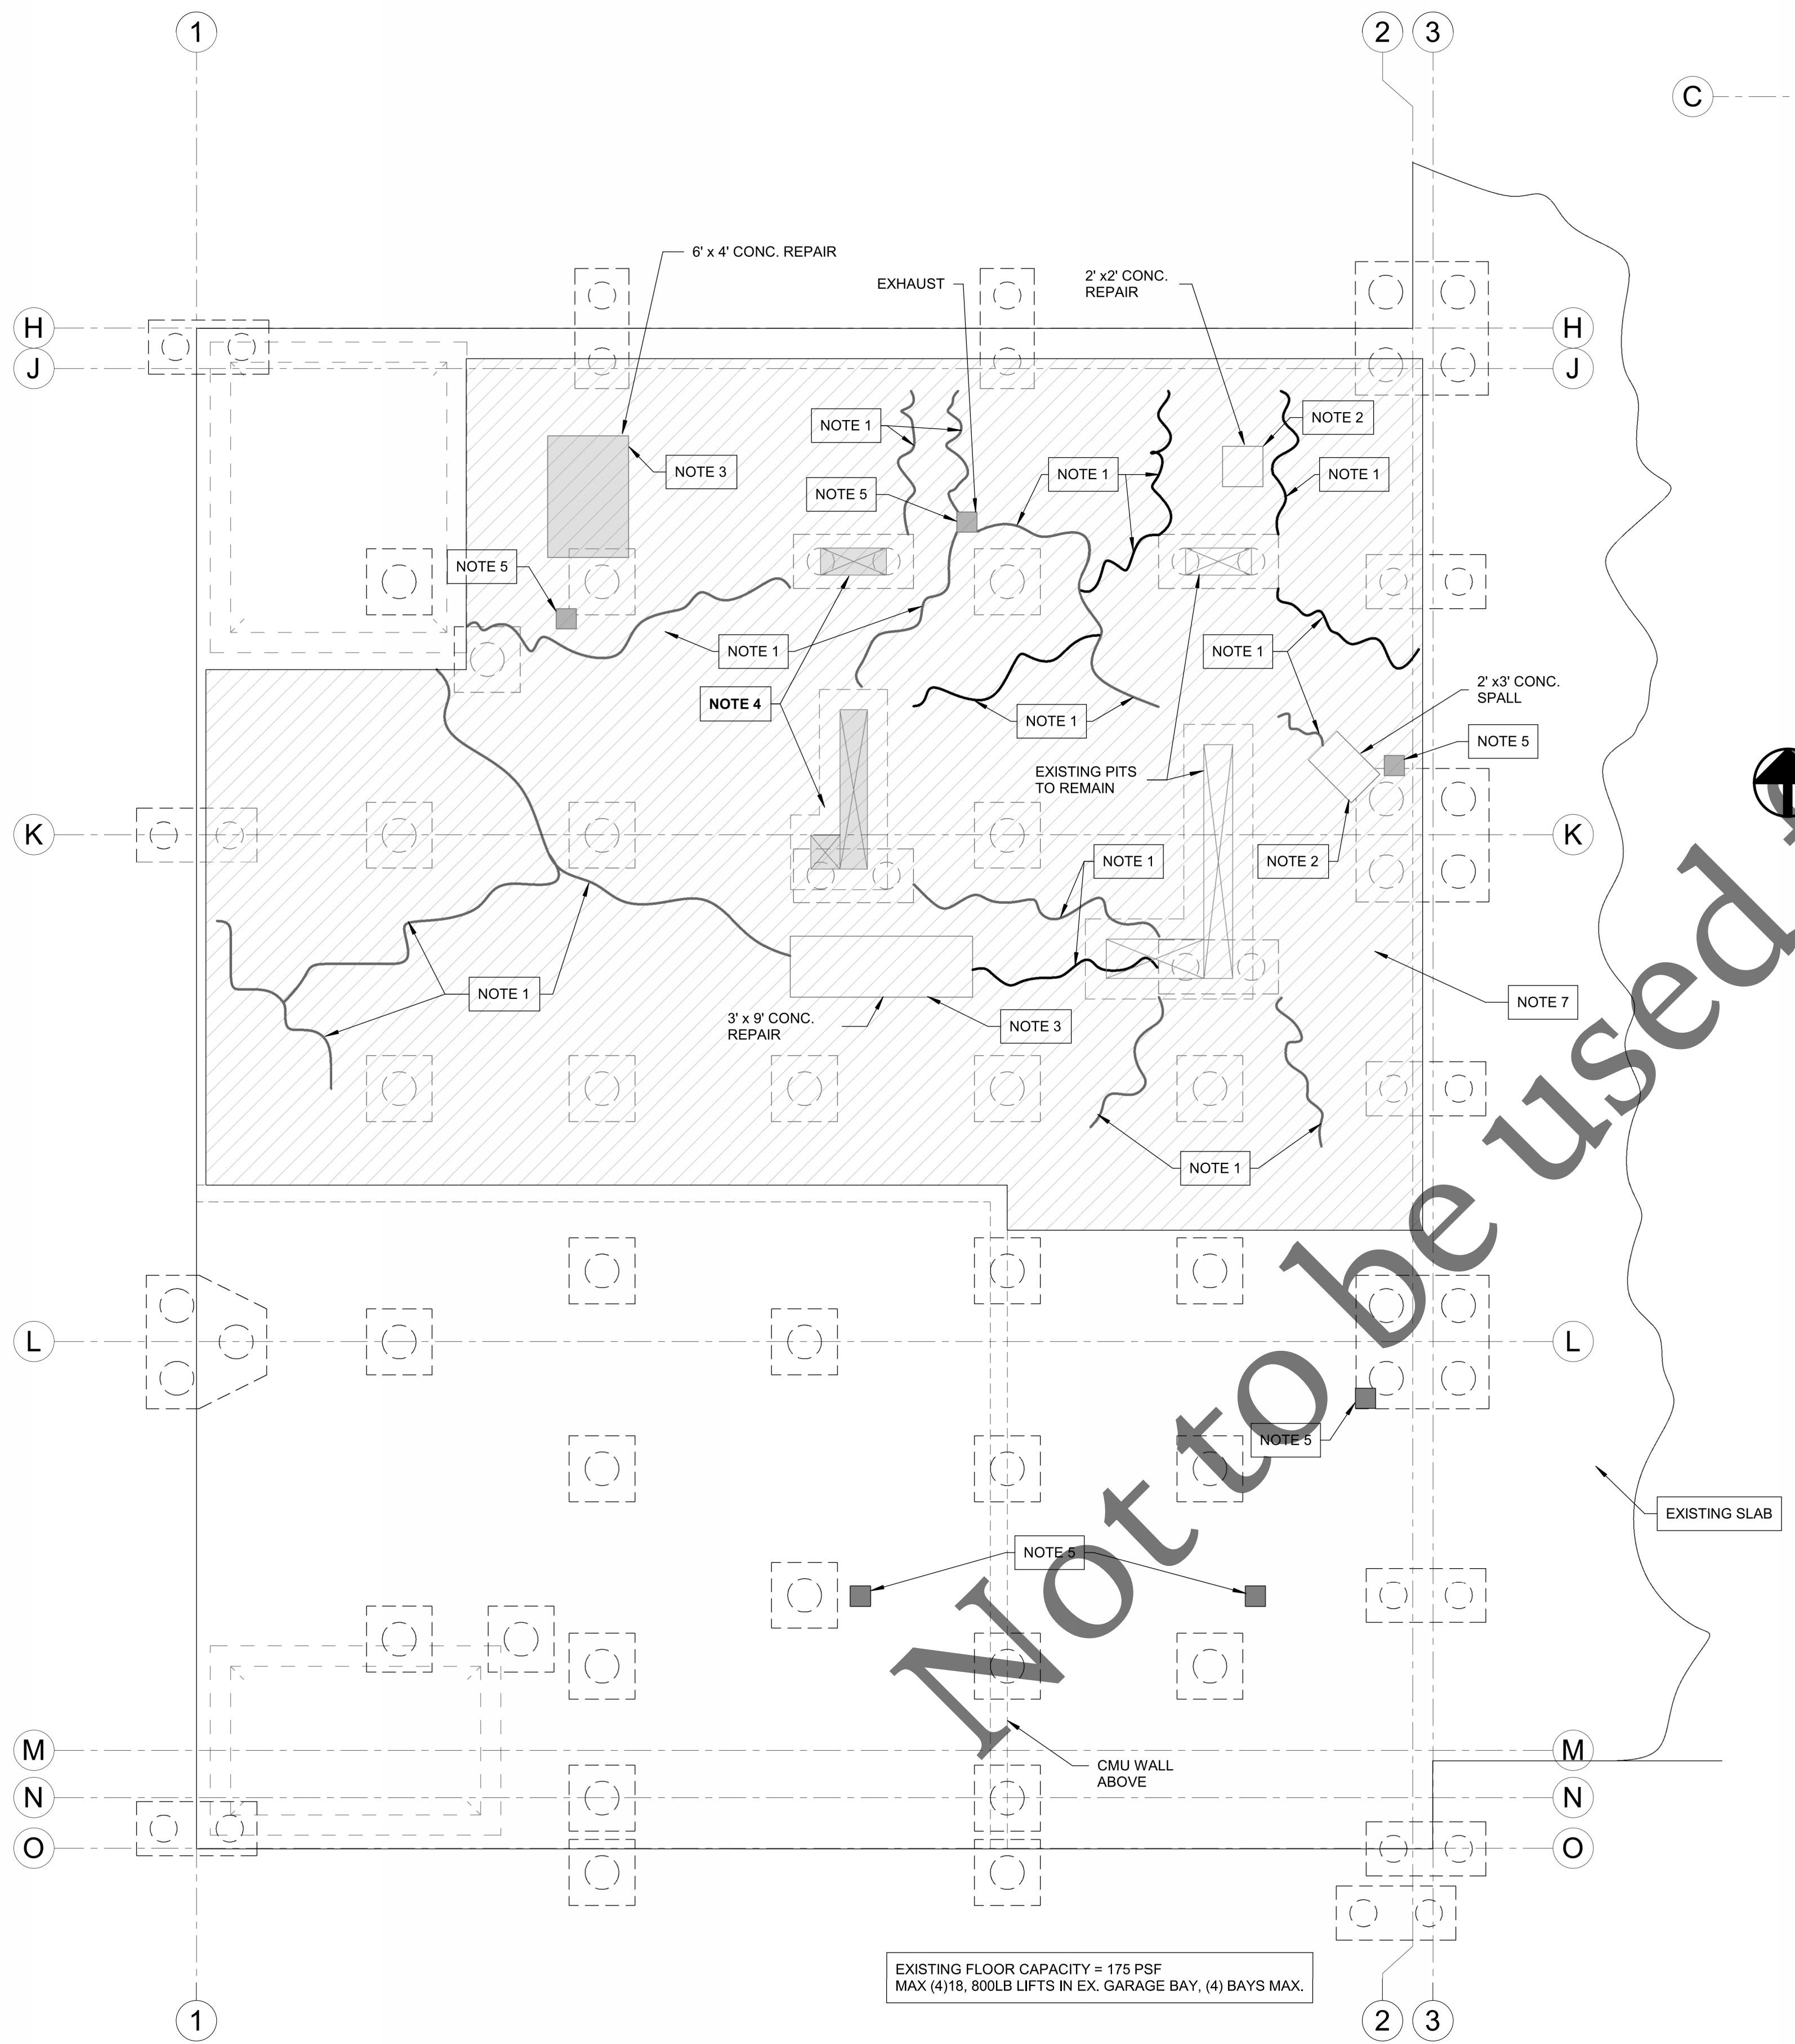 1
2
3
C
6' x 4' CONC. REPAIR
EXHAUST
2' x2' CONC.
REPAIR
H
H
J
J
NOTE 1
NOTE 2
NOTE 3
NOTE 1
NOTE 1
NOTE 5
NOTE 5
NOTE 1
NOTE 1
NOTE 4
NOTE 1
2' x3' CONC.
SPALL
NOTE 5
EXISTING PITS
TO REMAIN
K
K
NOTE 1
NOTE 2
NOTE 1
NOTE 7
3' x 9' CONC.
REPAIR
NOTE 3
NOTE 1
L
L
NOTE 5
EXISTING SLAB
NOTE 5
M
M
CMU WALL
ABOVE
N
N
O
O
EXISTING FLOOR CAPACITY = 175 PSF
MAX (4)18, 800LB LIFTS IN EX. GARAGE BAY, (4) BAYS MAX.
1
2
3
Not to be used